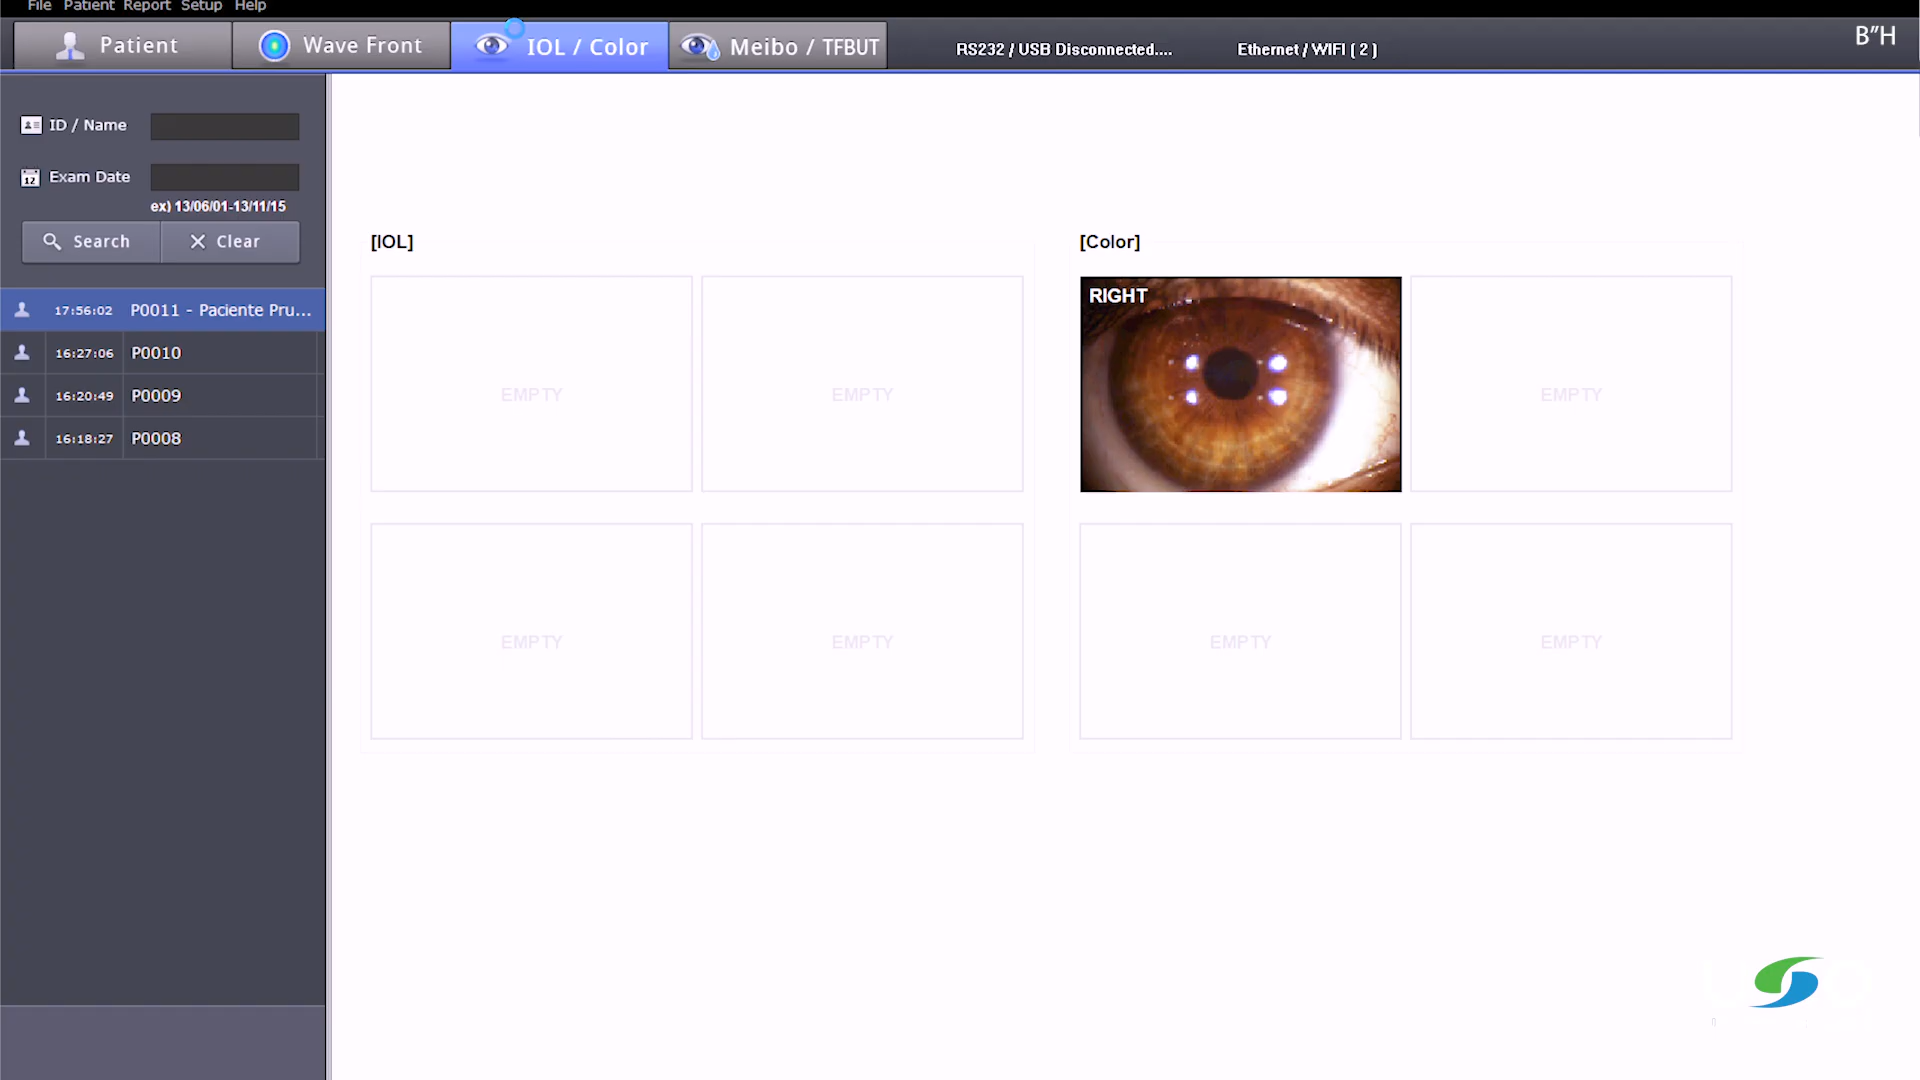 File Patient Report Setup Help
Patient
Wave Front
IOL / Color
Meibo / TFBUT
RS232 / USB Disconnected....
Ethernet / WIFI ( 2 )
B"H
ID / Name
Exam Date
12
ex) 13/06/01-13/11/15
Search
Clear
17:56:02 P0011 - Paciente Pru...
16:27:06 P0010
16:20:49 P0009
16:18:27 P0008
[IOL]
EMPTY
EMPTY
EMPTY
EMPTY
[Color]
RIGHT
EMPTY
EMPTY
EMPTY